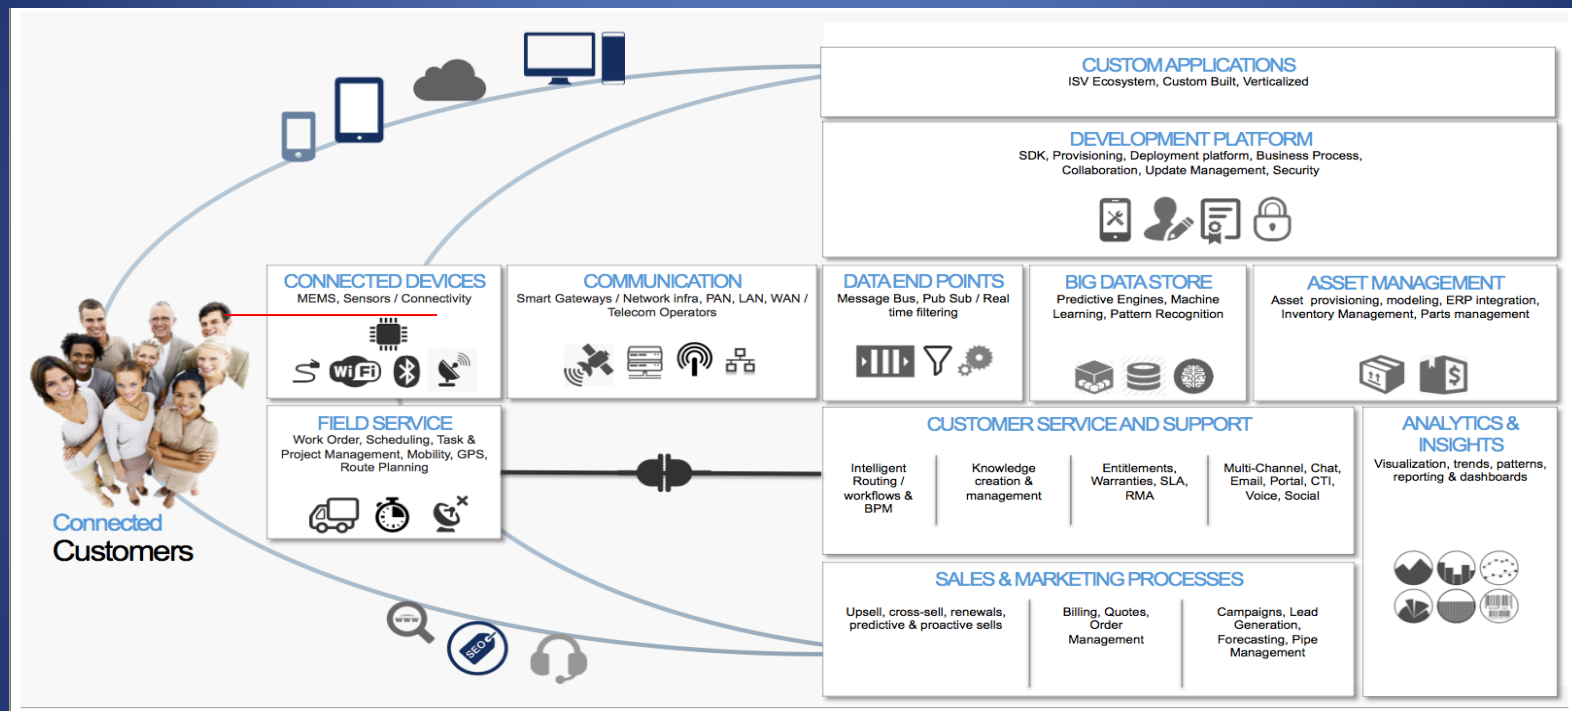 CUSTOM APPLICATIONS
ISV Ecosystem, Custom Built, Verticalized
DEVELOPMENT PLATFORM
SDK, Provisioning, Deployment platform, Business Process,
Collaboration, Update Management, Security
CONNECTED DEVICES
MEMS, Sensors / Connectivity
WiFi
COMMUNICATION
Smart Gateways / Network infra, PAN, LAN, WAN /
Telecom Operators
DATA END POINTS
Message Bus, Pub Sub / Real
time filtering
BIG DATA STORE
Predictive Engines, Machine
Learning, Pattern Recognition
ASSET MANAGEMENT
Asset provisioning, modeling, ERP integration,
Inventory Management, Parts management
$
FIELD SERVICE
Work Order, Scheduling, Task &
Project Management, Mobility, GPS,
Route Planning
CUSTOMER SERVICE AND SUPPORT
Intelligent
Routing /
workflows &
BPM
Knowledge
creation &
management
Entitlements,
Warranties, SLA,
RMA
Multi-Channel, Chat,
Email, Portal, CTI,
Voice, Social
ANALYTICS &
INSIGHTS
Visualization, trends, patterns,
reporting & dashboards
Connected
Customers
SALES & MARKETING PROCESSES
Upsell, cross-sell, renewals,
predictive & proactive sells
Billing, Quotes,
Order
Management
Campaigns, Lead
Generation,
Forecasting, Pipe
Management
www
SEO